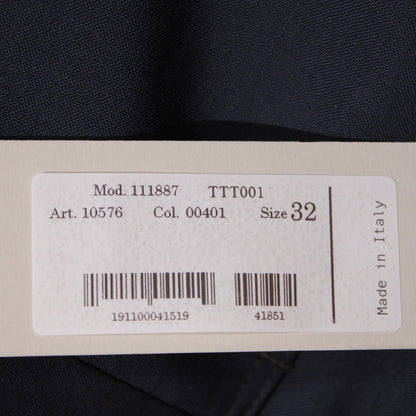 Mod. 111887 TTT001
Art. 10576 Col. 00401 Size 32
191100041519 41851
Made in Italy